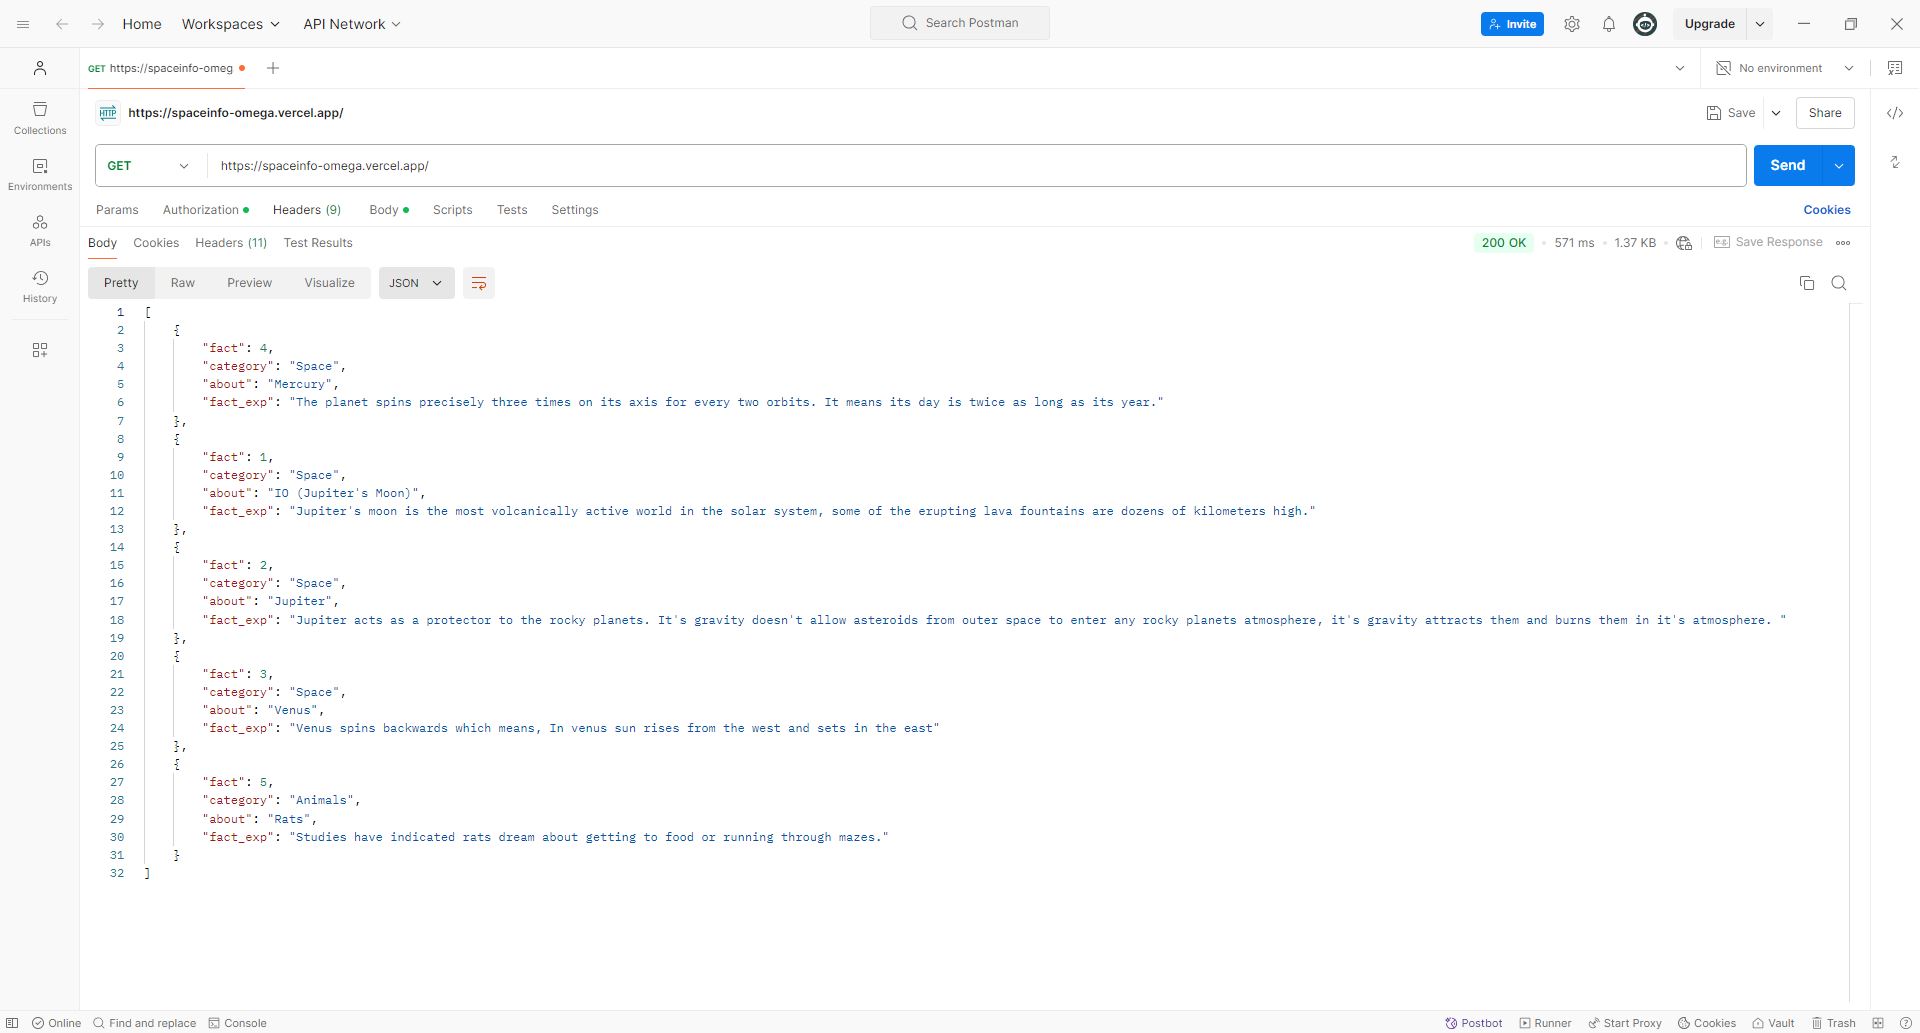 Home Workspaces API Network Search Postman Invite Upgrade
GET https://spaceinfo-omeg No environment
HTTP https://spaceinfo-omega.vercel.app/ Save Share
GET https://spaceinfo-omega.vercel.app/ Send
Params Authorization Headers (9) Body Scripts Tests Settings Cookies
Body Cookies Headers (11) Test Results 200 OK 571 ms 1.37 KB e.g. Save Response
Pretty Raw Preview Visualize JSON
Collections
Environments
APIs
History
1 [
2 {
3 "fact": 4,
4 "category": "Space",
5 "about": "Mercury",
6 "fact_exp": "The planet spins precisely three times on its axis for every two orbits. It means its day is twice as long as its year."
7 },
8 {
9 "fact": 1,
10 "category": "Space",
11 "about": "IO (Jupiter's Moon)",
12 "fact_exp": "Jupiter's moon is the most volcanically active world in the solar system, some of the erupting lava fountains are dozens of kilometers high."
13 },
14 {
15 "fact": 2,
16 "category": "Space",
17 "about": "Jupiter",
18 "fact_exp": "Jupiter acts as a protector to the rocky planets. It's gravity doesn't allow asteroids from outer space to enter any rocky planets atmosphere, it's gravity attracts them and burns them in it's atmosphere. "
19 },
20 {
21 "fact": 3,
22 "category": "Space",
23 "about": "Venus",
24 "fact_exp": "Venus spins backwards which means, In venus sun rises from the west and sets in the east"
25 },
26 {
27 "fact": 5,
28 "category": "Animals",
29 "about": "Rats",
30 "fact_exp": "Studies have indicated rats dream about getting to food or running through mazes."
31 }
32 ]
Online Find and replace Console Postbot Runner Start Proxy Cookies Vault Trash